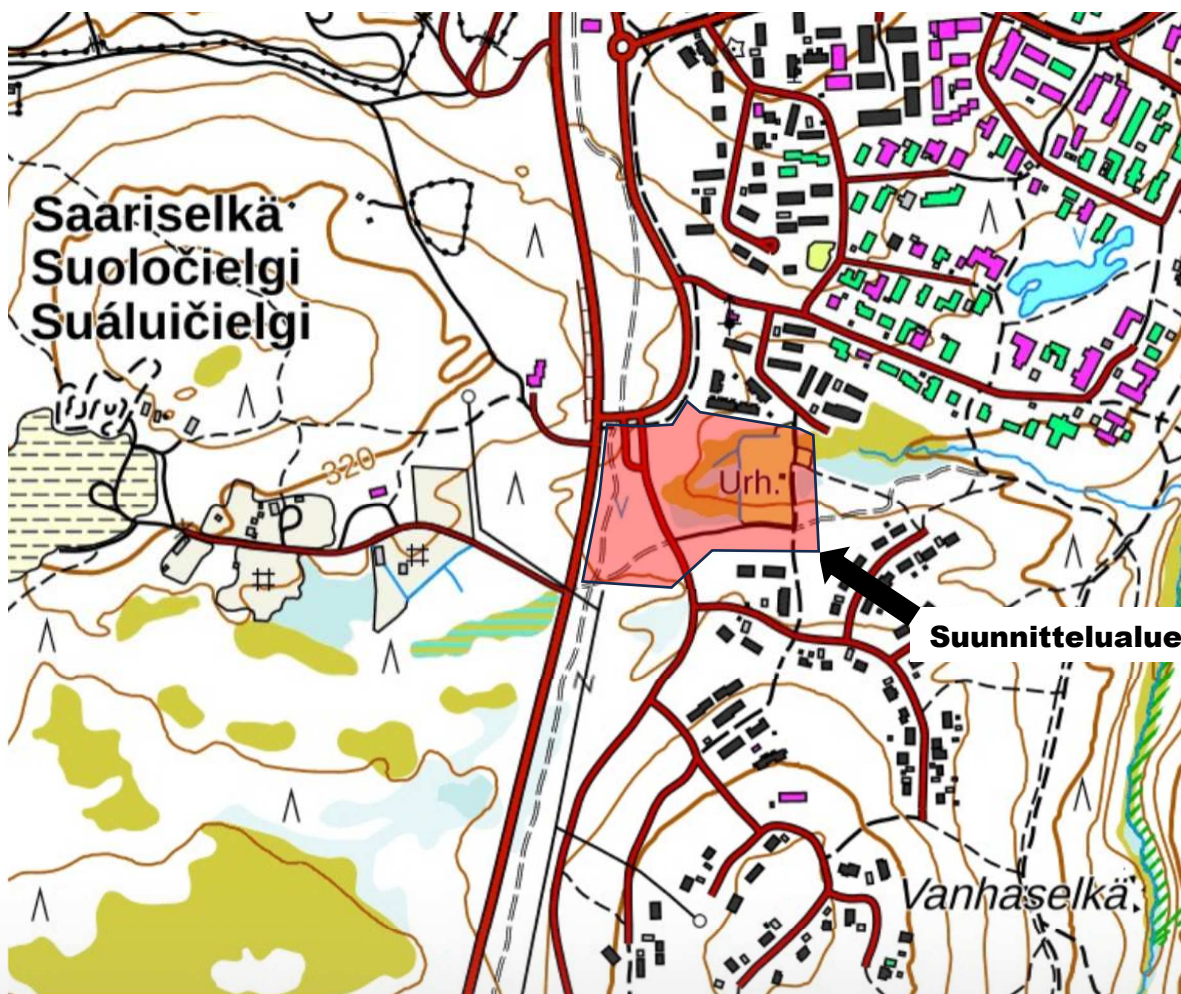 Saariselkä
Suoločielgi
Suáluičielgi
320
Urh.
Suunnittelualue
Vanhaselkä